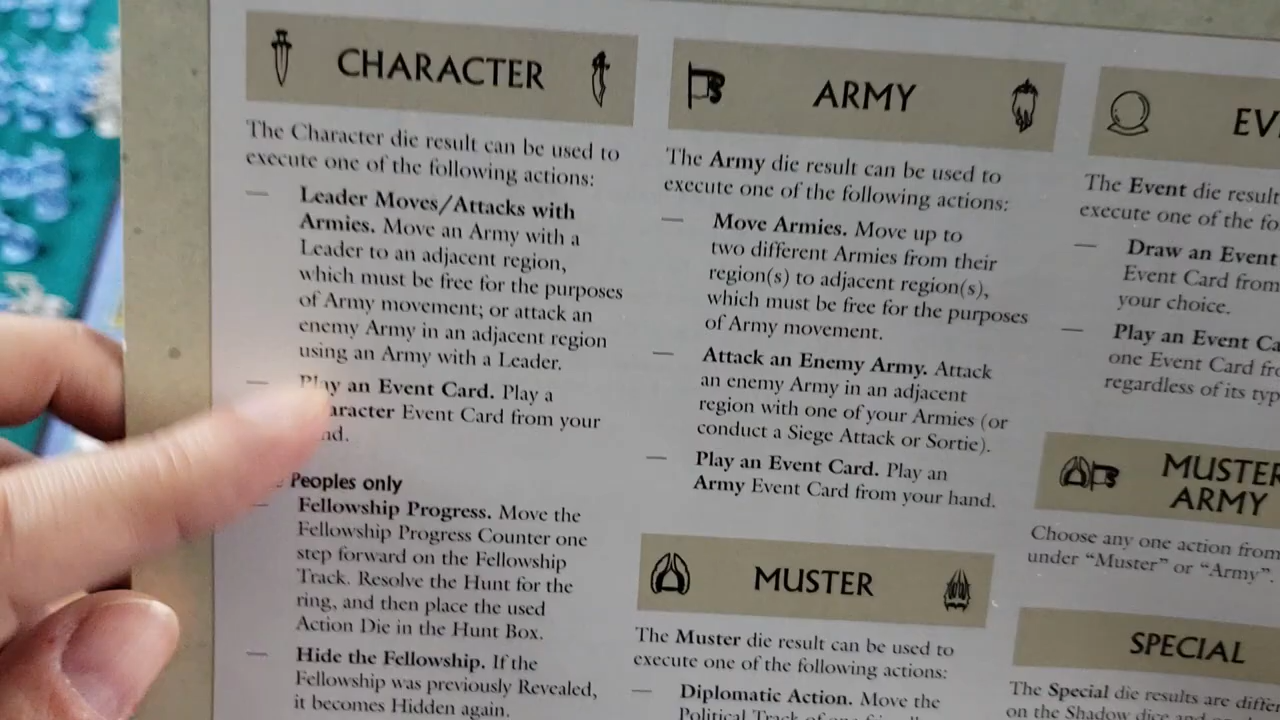 CHARACTER
The Character die result can be used to
execute one of the following actions:
— Leader Moves/Attacks with
Armies. Move an Army with a
Leader to an adjacent region,
which must be free for the purposes
of Army movement; or attack an
enemy Army in an adjacent region
using an Army with a Leader.
— Play an Event Card. Play a
aracter Event Card from your
nd.
Peoples only
Fellowship Progress. Move the
Fellowship Progress Counter one
step forward on the Fellowship
Track. Resolve the Hunt for the
ring, and then place the used
Action Die in the Hunt Box.
— Hide the Fellowship. If the
Fellowship was previously Revealed,
it becomes Hidden again.
ARMY
The Army die result can be used to
execute one of the following actions:
— Move Armies. Move up to
two different Armies from their
region(s) to adjacent region(s),
which must be free for the purposes
of Army movement.
— Attack an Enemy Army. Attack
an enemy Army in an adjacent
region with one of your Armies (or
conduct a Siege Attack or Sortie).
— Play an Event Card. Play an
Army Event Card from your hand.
MUSTER
The Muster die result can be used to
execute one of the following actions:
— Diplomatic Action. Move the
Political Track of one friendly
EV
The Event die result
execute one of the fo
— Draw an Event
Event Card from
your choice.
— Play an Event Ca
one Event Card fro
regardless of its typ
MUSTER
ARMY
Choose any one action from
under “Muster” or “Army”.
SPECIAL
The Special die results are differ
on the Shadow dice and